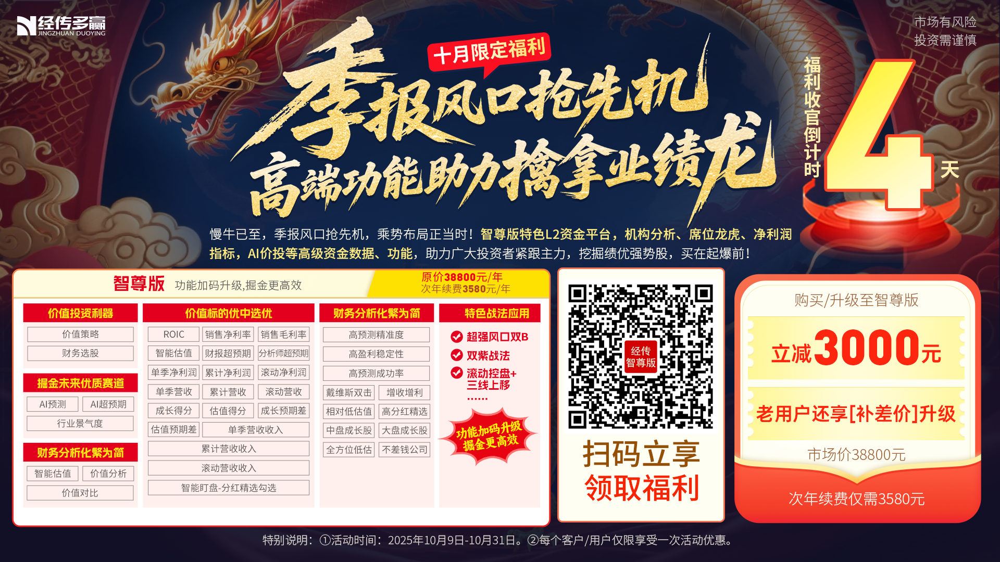 经传多赢
JINGZHUAN DUOYING
市场有风险
投资需谨慎
十月限定福利
季报风口抢先机
高端功能助力擒拿业绩龙
福利收官倒计时
4
天
慢牛已至，季报风口抢先机，乘势布局正当时！智尊版特色L2资金平台，机构分析、席位龙虎、净利润
指标，AI价投等高级资金数据、功能，助力广大投资者紧跟主力，挖掘绩优强势股，买在起爆前！
智尊版 功能加码升级,掘金更高效
原价38800元/年
次年续费3580元/年
价值投资利器
价值策略
财务选股
掘金未来优质赛道
AI预测 AI超预期
行业景气度
财务分析化繁为简
智能估值 价值分析
价值对比
价值标的优中选优
ROIC 销售净利率 销售毛利率
智能估值 财报超预期 分析师超预期
单季净利润 累计净利润 滚动净利润
单季营收 累计营收 滚动营收
成长得分 估值得分 成长预期差
估值预期差 单季营收收入
累计营收收入
滚动营收收入
智能盯盘-分红精选勾选
财务分析化繁为简
高预测精准度
高盈利稳定性
高预测成功率
戴维斯双击 增收增利
相对低估值 高分红精选
中盘成长股 大盘成长股
全方位低估 不差钱公司
特色战法应用
超强风口双B
双紫战法
滚动控盘+
三线上移
......
功能加码升级
掘金更高效
经传
智尊版
扫码立享
领取福利
购买/升级至智尊版
立减3000元
老用户还享[补差价]升级
市场价38800元
次年续费仅需3580元
特别说明：①活动时间：2025年10月9日-10月31日。②每个客户/用户仅限享受一次活动优惠。